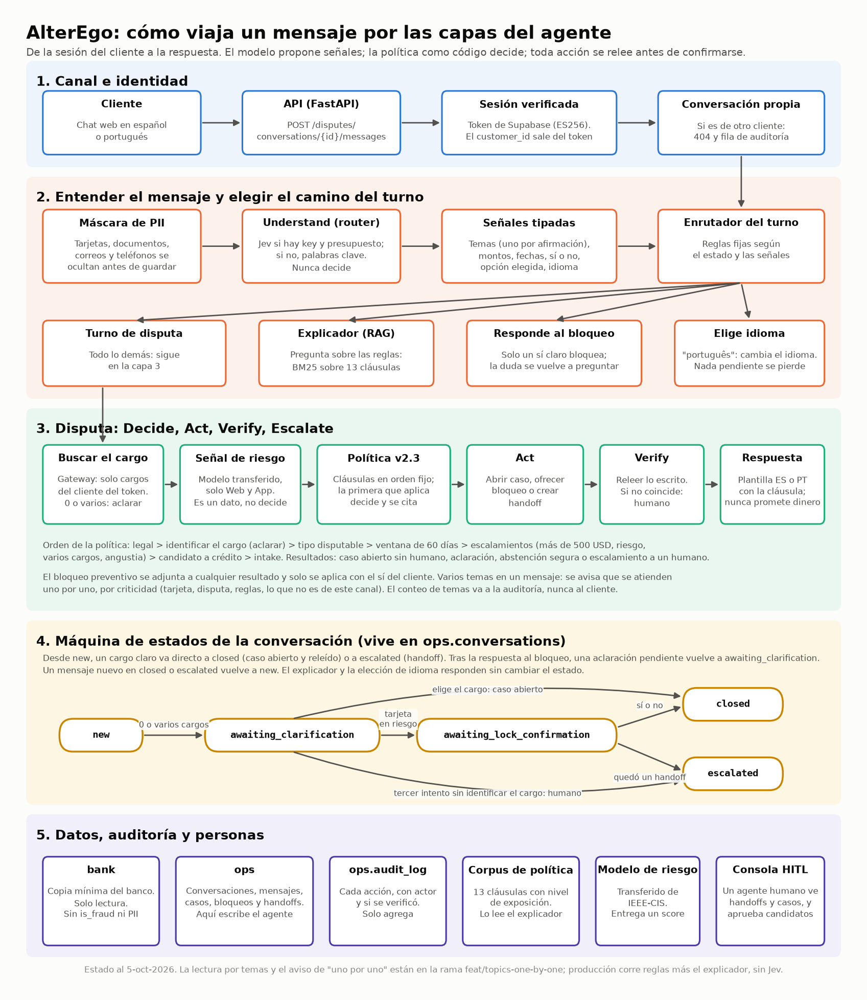 AlterEgo: cómo viaja un mensaje por las capas del agente
De la sesión del cliente a la respuesta. El modelo propone señales; la política como código decide; toda acción se relee antes de confirmarse.
1. Canal e identidad
Cliente
Chat web en español
o portugués
API (FastAPI)
POST /disputes/
conversations/{id}/messages
Sesión verificada
Token de Supabase (ES256).
El customer_id sale del token
Conversación propia
Si es de otro cliente:
404 y fila de auditoría
2. Entender el mensaje y elegir el camino del turno
Máscara de PII
Tarjetas, documentos,
correos y teléfonos se
ocultan antes de guardar
Understand (router)
Jev si hay key y presupuesto;
si no, palabras clave.
Nunca decide
Señales tipadas
Temas (uno por afirmación),
montos, fechas, sí o no,
opción elegida, idioma
Enrutador del turno
Reglas fijas según
el estado y las señales
Turno de disputa
Todo lo demás: sigue
en la capa 3
Explicador (RAG)
Pregunta sobre las reglas:
BM25 sobre 13 cláusulas
Responde al bloqueo
Solo un sí claro bloquea;
la duda se vuelve a preguntar
Elige idioma
"português": cambia el idioma.
Nada pendiente se pierde
3. Disputa: Decide, Act, Verify, Escalate
Buscar el cargo
Gateway: solo cargos
del cliente del token.
0 o varios: aclarar
Señal de riesgo
Modelo transferido,
solo Web y App.
Es un dato, no decide
Política v2.3
Cláusulas en orden fijo;
la primera que aplica
decide y se cita
Act
Abrir caso, ofrecer
bloqueo o crear
handoff
Verify
Releer lo escrito.
Si no coincide:
humano
Respuesta
Plantilla ES o PT
con la cláusula;
nunca promete dinero
Orden de la política: legal > identificar el cargo (aclarar) > tipo disputable > ventana de 60 días > escalamientos (más de 500 USD, riesgo,
varios cargos, angustia) > candidato a crédito > intake. Resultados: caso abierto sin humano, aclaración, abstención segura o escalamiento a un humano.
El bloqueo preventivo se adjunta a cualquier resultado y solo se aplica con el sí del cliente. Varios temas en un mensaje: se avisa que se atienden
uno por uno, por criticidad (tarjeta, disputa, reglas, lo que no es de este canal). El conteo de temas va a la auditoría, nunca al cliente.
4. Máquina de estados de la conversación (vive en ops.conversations)
Desde new, un cargo claro va directo a closed (caso abierto y releído) o a escalated (handoff). Tras la respuesta al bloqueo, una aclaración pendiente vuelve a awaiting_clarification.
Un mensaje nuevo en closed o escalated vuelve a new. El explicador y la elección de idioma responden sin cambiar el estado.
elige el cargo: caso abierto
closed
sí o no
tarjeta
en riesgo
0 o varios cargos
new
awaiting_clarification
awaiting_lock_confirmation
escalated
quedó un handoff
tercer intento sin identificar el cargo: humano
5. Datos, auditoría y personas
bank
Copia mínima del banco.
Solo lectura.
Sin is_fraud ni PII
ops
Conversaciones, mensajes,
casos, bloqueos y handoffs.
Aquí escribe el agente
ops.audit_log
Cada acción, con actor
y si se verificó.
Solo agrega
Corpus de política
13 cláusulas con nivel
de exposición.
Lo lee el explicador
Modelo de riesgo
Transferido de
IEEE-CIS.
Entrega un score
Consola HITL
Un agente humano ve
handoffs y casos, y
aprueba candidatos
Estado al 5-oct-2026. La lectura por temas y el aviso de "uno por uno" están en la rama feat/topics-one-by-one; producción corre reglas más el explicador, sin Jev.